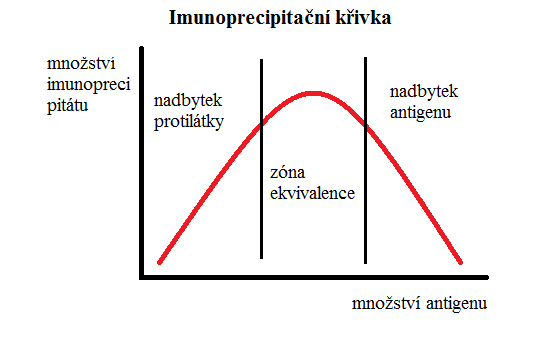 Imunoprecipitační křivka
množství
imunopreci
pitátu
nadbytek
protilátky
zóna
ekvivalence
nadbytek
antigenu
množství antigenu